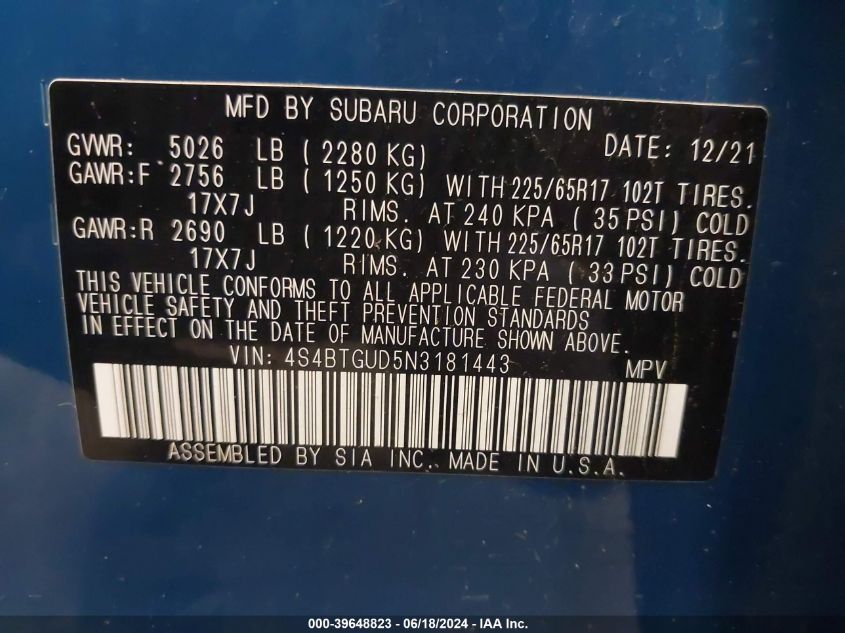 MFD BY SUBARU CORPORATION
GVWR: 5026 LB ( 2280 KG) DATE: 12/21
GAWR:F 2756 LB ( 1250 KG) WITH 225/65R17 102T TIRES.
17X7J RIMS. AT 240 KPA ( 35 PSI) COLD
GAWR:R 2690 LB ( 1220 KG) WITH 225/65R17 102T TIRES.
17X7J RIMS. AT 230 KPA ( 33 PSI) COLD
THIS VEHICLE CONFORMS TO ALL APPLICABLE FEDERAL MOTOR
VEHICLE SAFETY AND THEFT PREVENTION STANDARDS
IN EFFECT ON THE DATE OF MANUFACTURE SHOWN ABOVE.
VIN: 4S4BTGUD5N3181443 MPV
ASSEMBLED BY SIA INC. MADE IN U.S.A.
000-39648823 - 06/18/2024 - IAA Inc.